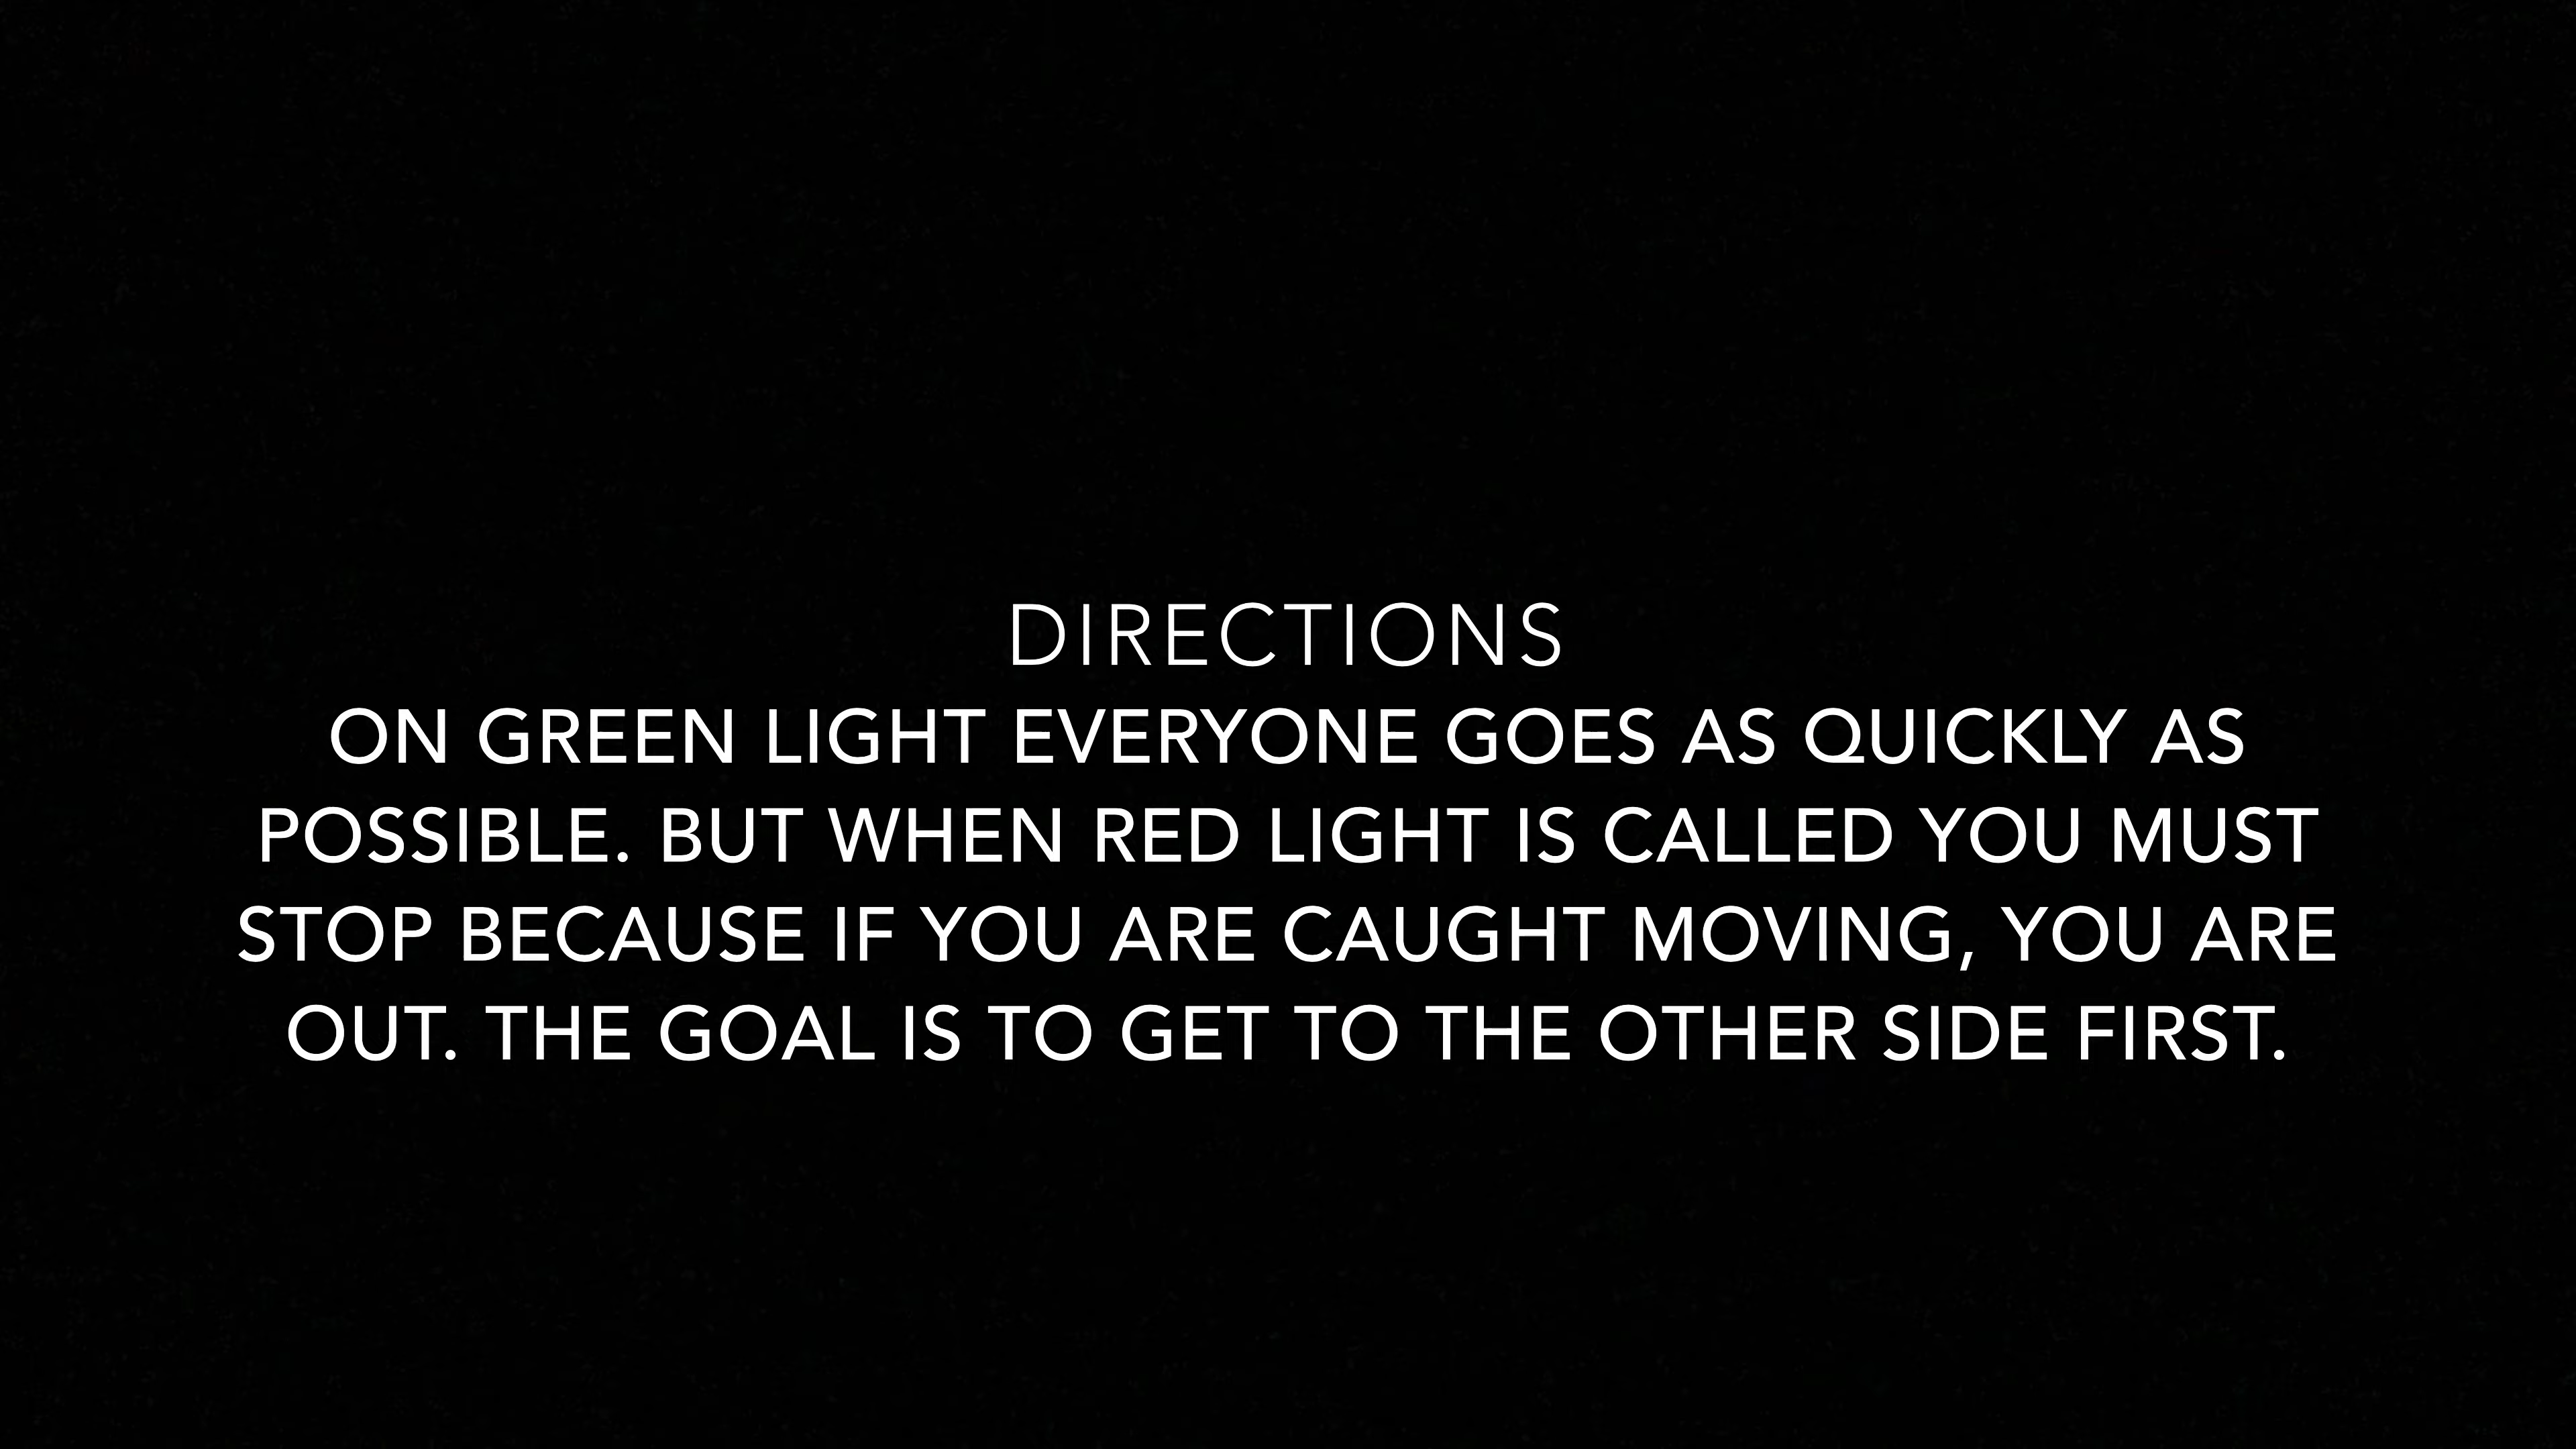 DIRECTIONS
ON GREEN LIGHT EVERYONE GOES AS QUICKLY AS
POSSIBLE. BUT WHEN RED LIGHT IS CALLED YOU MUST
STOP BECAUSE IF YOU ARE CAUGHT MOVING, YOU ARE
OUT. THE GOAL IS TO GET TO THE OTHER SIDE FIRST.